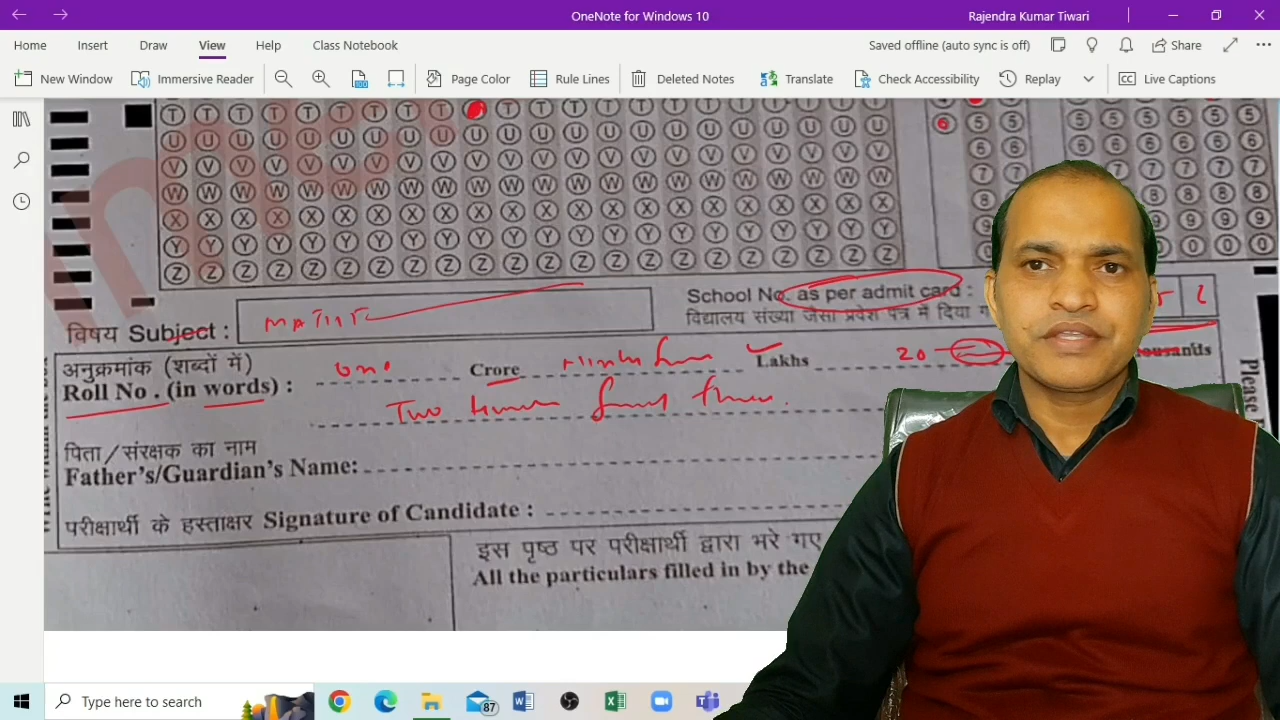 OneNote for Windows 10
Rajendra Kumar Tiwari
Home Insert Draw View Help Class Notebook
Saved offline (auto sync is off) Share
New Window Immersive Reader Page Color Rule Lines Deleted Notes Translate Check Accessibility Replay Live Captions
T T T T T T T T T T T T T T T T T T T T T
U U U U U U U U U U U U U U U U U U U U U U
V V V V V V V V V V V V V V V V V V V V V V
W W W W W W W W W W W W W W W W W W W W W W
X X X X X X X X X X X X X X X X X X X X X X
Y Y Y Y Y Y Y Y Y Y Y Y Y Y Y Y Y Y Y Y Y Y
Z Z Z Z Z Z Z Z Z Z Z Z Z Z Z Z Z Z Z Z Z Z
School No. as per admit card :
विद्यालय संख्या जैसा प्रवेश पत्र में दिया
विषय Subject :
अनुक्रमांक (शब्दों में)
Roll No . (in words) : One Crore Lakhs 20
Two
पिता/संरक्षक का नाम
Father's/Guardian's Name:
परीक्षार्थी के हस्ताक्षर Signature of Candidate :
इस पृष्ठ पर परीक्षार्थी द्वारा भरे गए
All the particulars filled in by the
Please
Type here to search
87